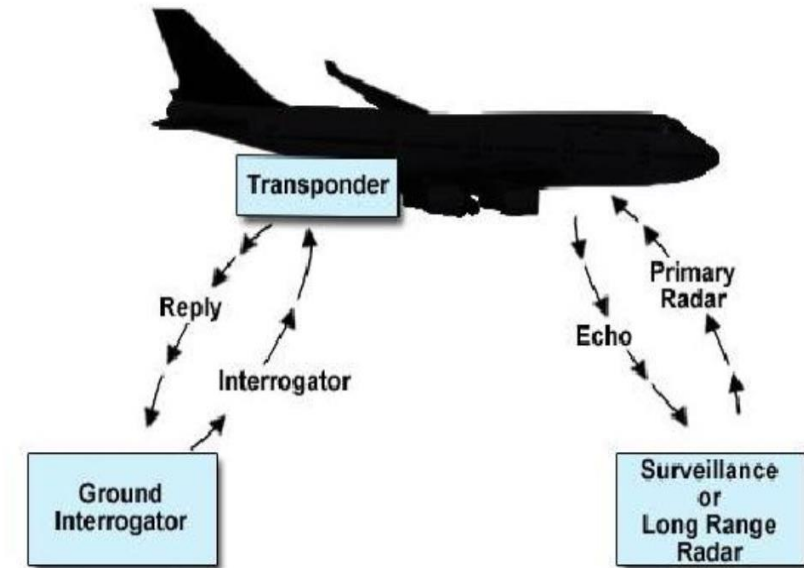 Transponder
Reply
Interrogator
Ground
Interrogator
Primary
Radar
Echo
Surveillance
or
Long Range
Radar